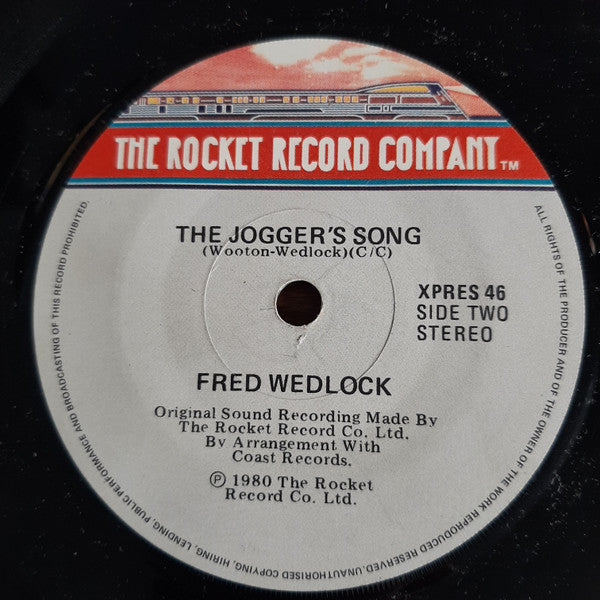 THE ROCKET RECORD COMPANY™
THE JOGGER'S SONG
(Wooton-Wedlock)(C/C)
XPRES 46
SIDE TWO
STEREO
FRED WEDLOCK
Original Sound Recording Made By
The Rocket Record Co. Ltd.
By Arrangement With
Coast Records.
℗ 1980 The Rocket
Record Co. Ltd.
ALL RIGHTS OF THE PRODUCER AND OF THE OWNER OF THE WORK REPRODUCED RESERVED. UNAUTHORISED COPYING, HIRING, LENDING, PUBLIC PERFORMANCE AND BROADCASTING OF THIS RECORD PROHIBITED.